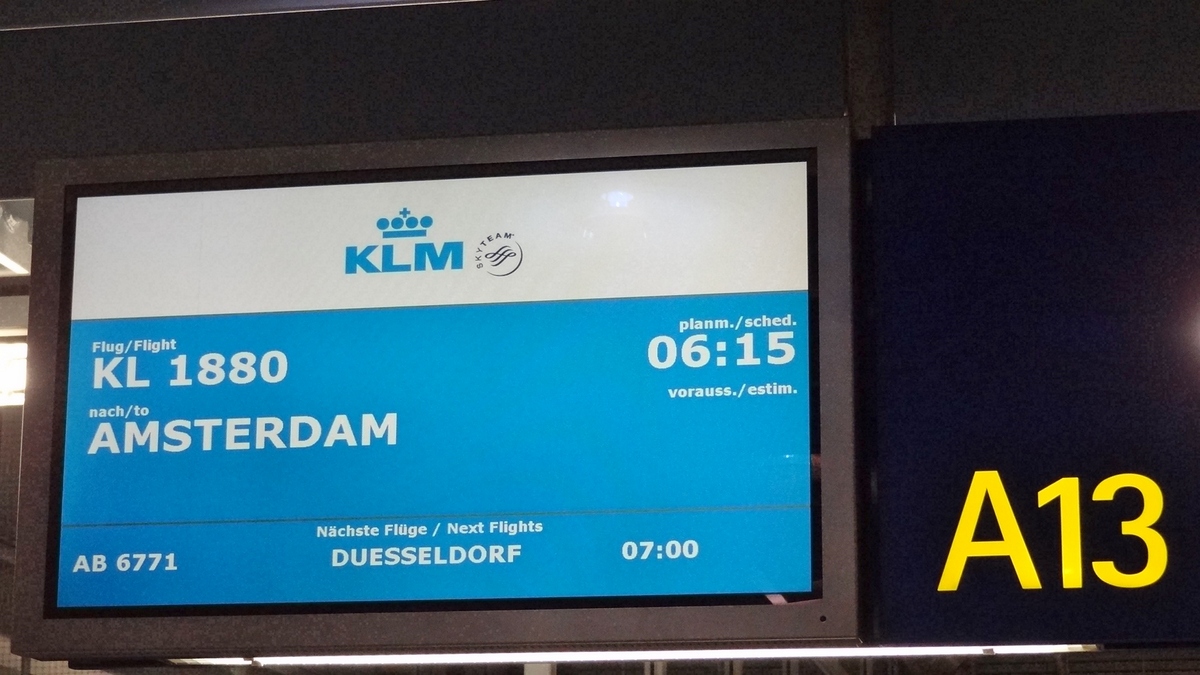 KLM SKYTEAM
Flug/Flight
KL 1880
planm./sched.
06:15
vorauss./estim.
nach/to
AMSTERDAM
Nächste Flüge / Next Flights
AB 6771 DUESSELDORF 07:00
A13